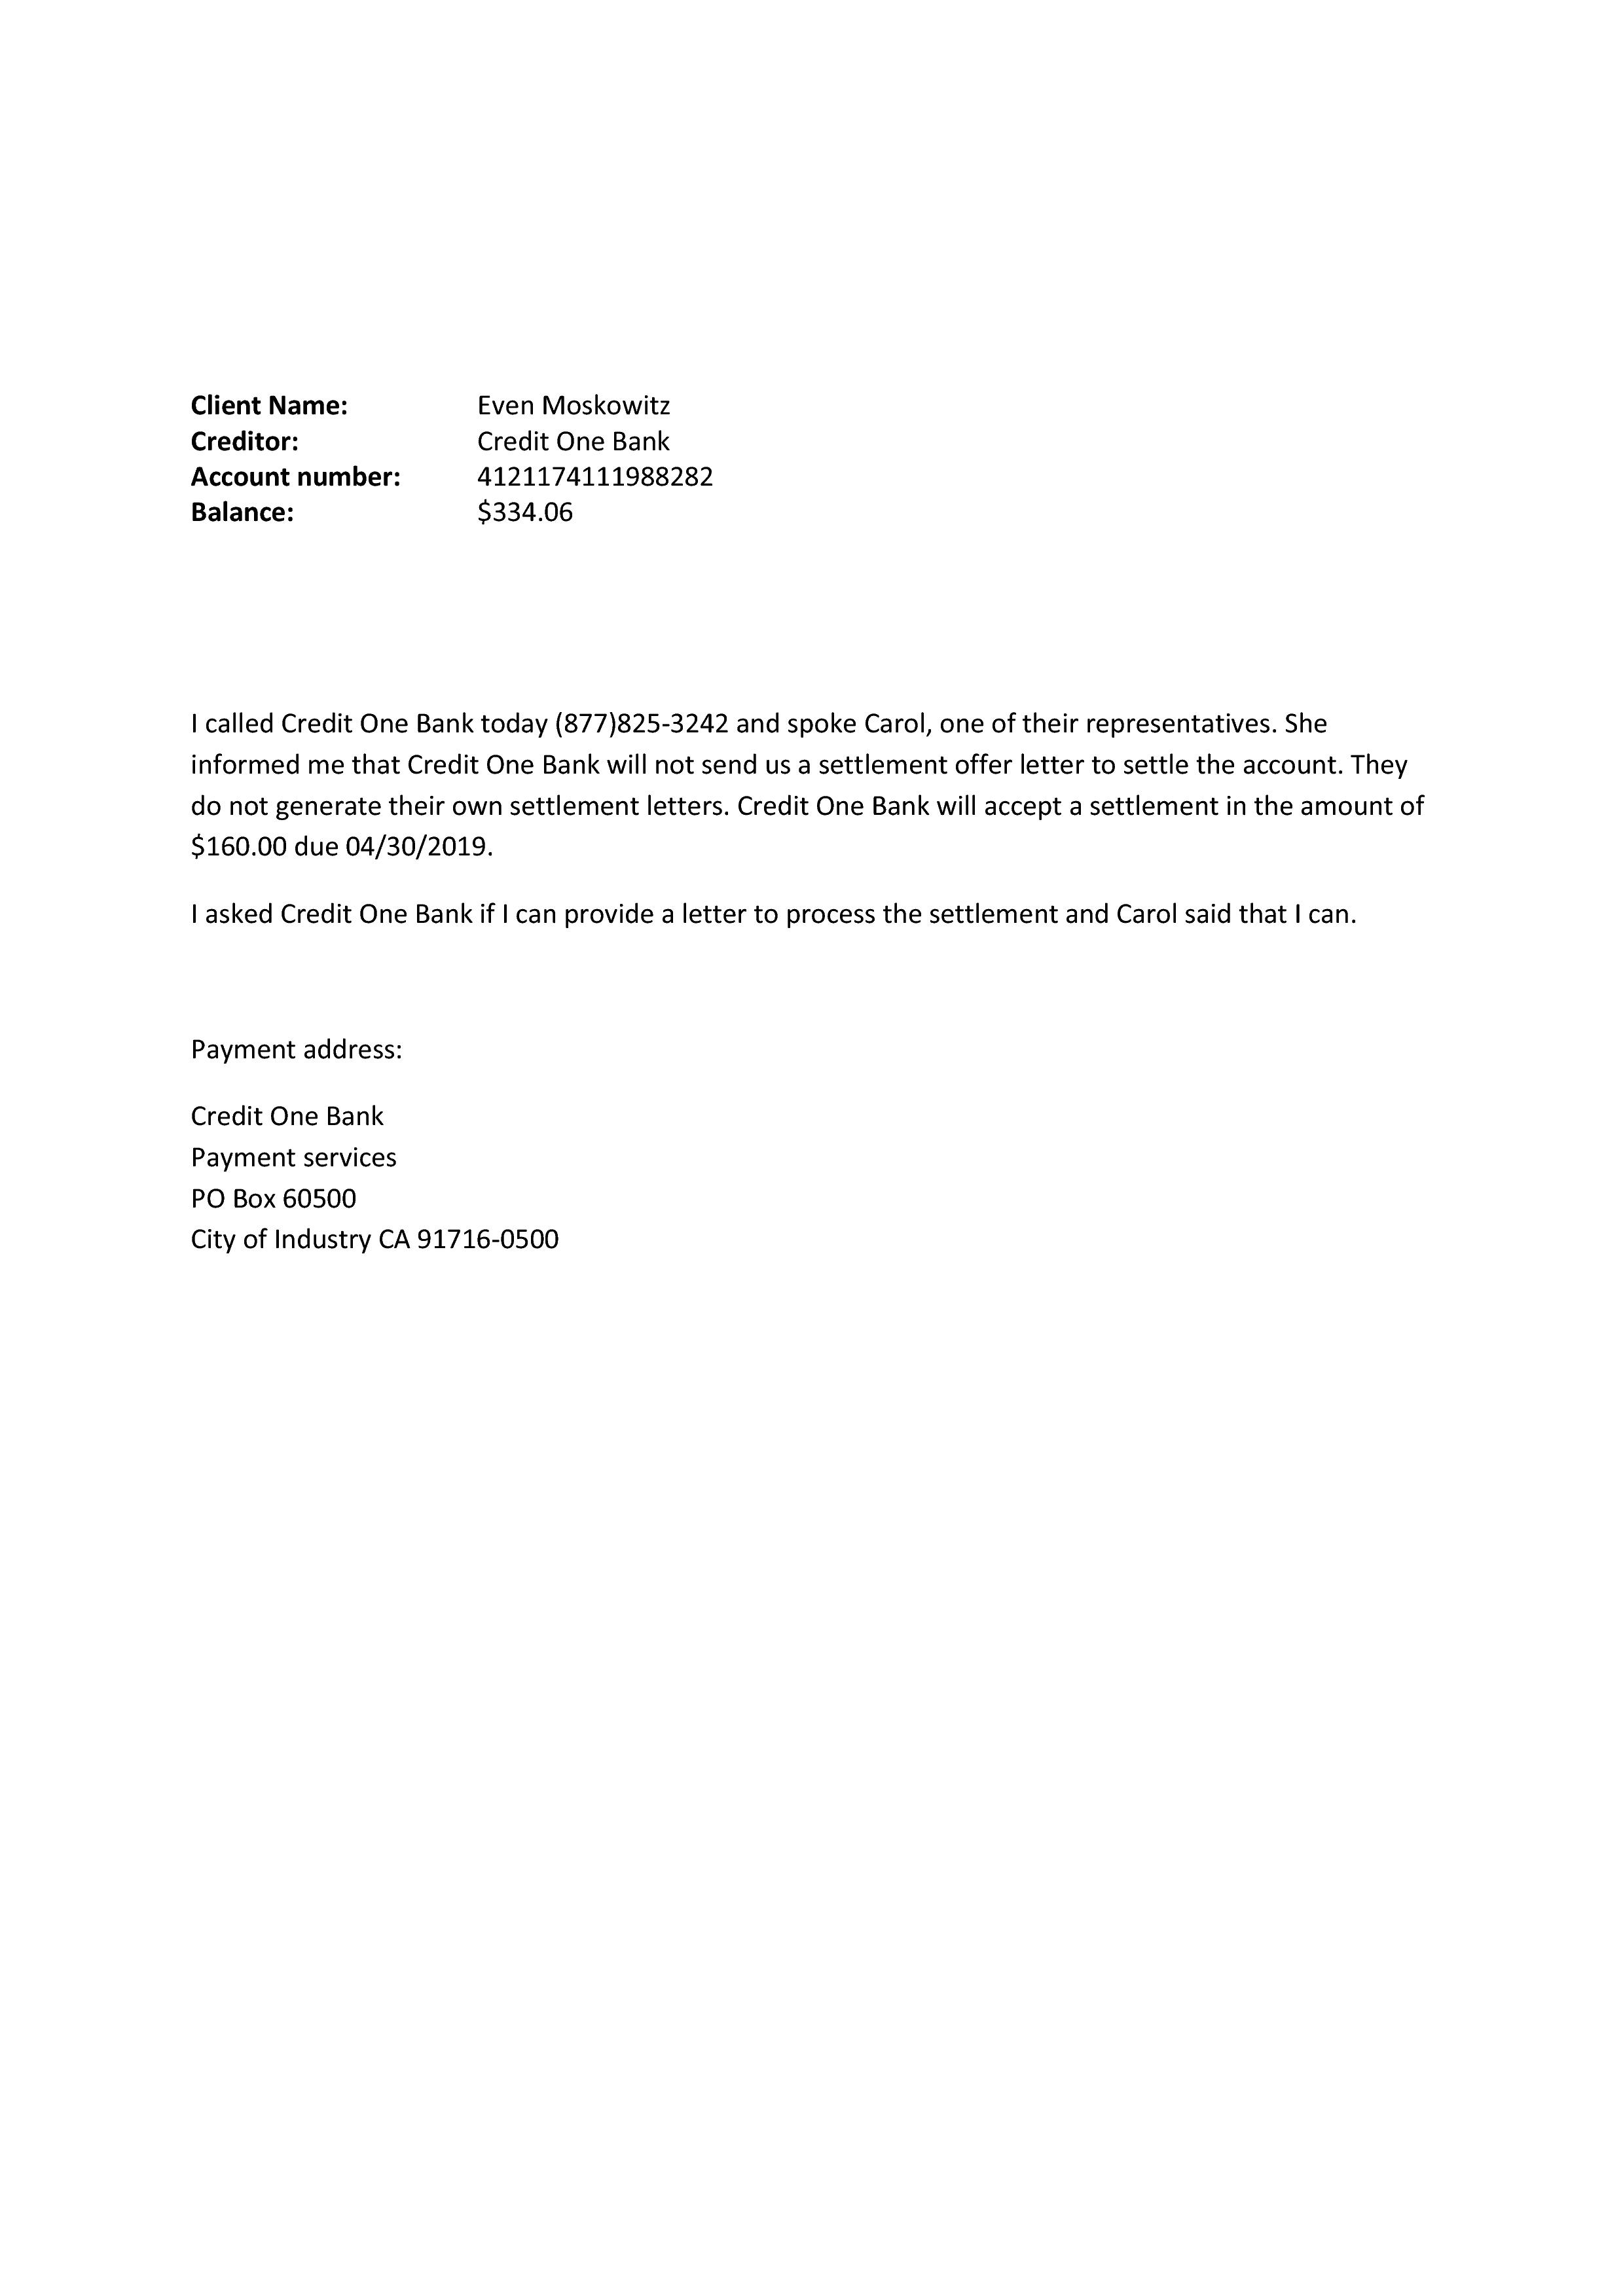 Client Name: Even Moskowitz
Creditor: Credit One Bank
Account number: 4121174111988282
Balance: $334.06
I called Credit One Bank today (877)825-3242 and spoke Carol, one of their representatives. She
informed me that Credit One Bank will not send us a settlement offer letter to settle the account. They
do not generate their own settlement letters. Credit One Bank will accept a settlement in the amount of
$160.00 due 04/30/2019.
I asked Credit One Bank if I can provide a letter to process the settlement and Carol said that I can.
Payment address:
Credit One Bank
Payment services
PO Box 60500
City of Industry CA 91716-0500